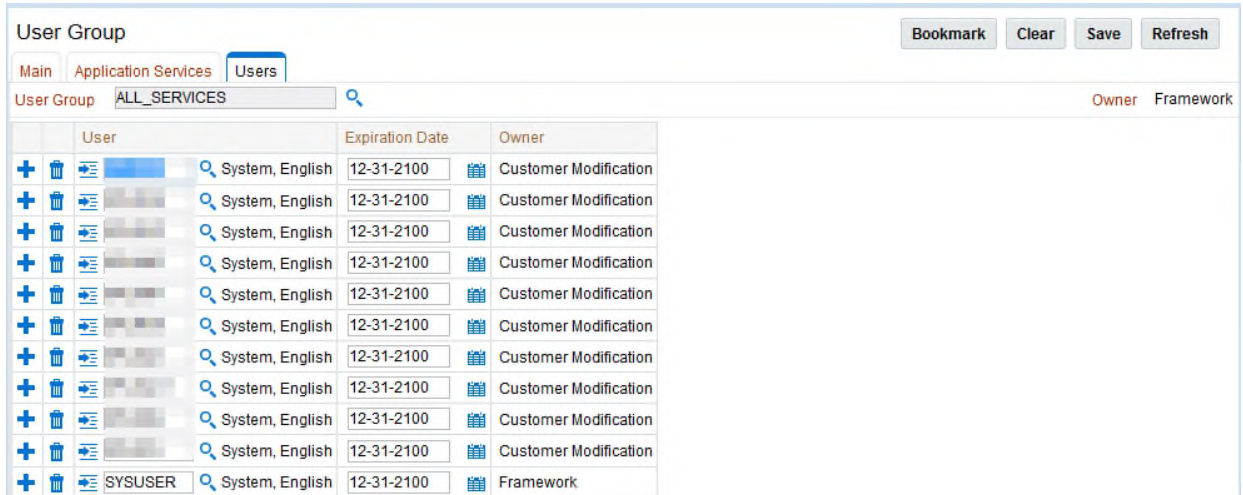 User Group Bookmark Clear Save Refresh
Main Application Services Users
User Group ALL_SERVICES Owner Framework
User Expiration Date Owner
System, English 12-31-2100 Customer Modification
System, English 12-31-2100 Customer Modification
System, English 12-31-2100 Customer Modification
System, English 12-31-2100 Customer Modification
System, English 12-31-2100 Customer Modification
System, English 12-31-2100 Customer Modification
System, English 12-31-2100 Customer Modification
System, English 12-31-2100 Customer Modification
System, English 12-31-2100 Customer Modification
System, English 12-31-2100 Customer Modification
SYSUSER System, English 12-31-2100 Framework